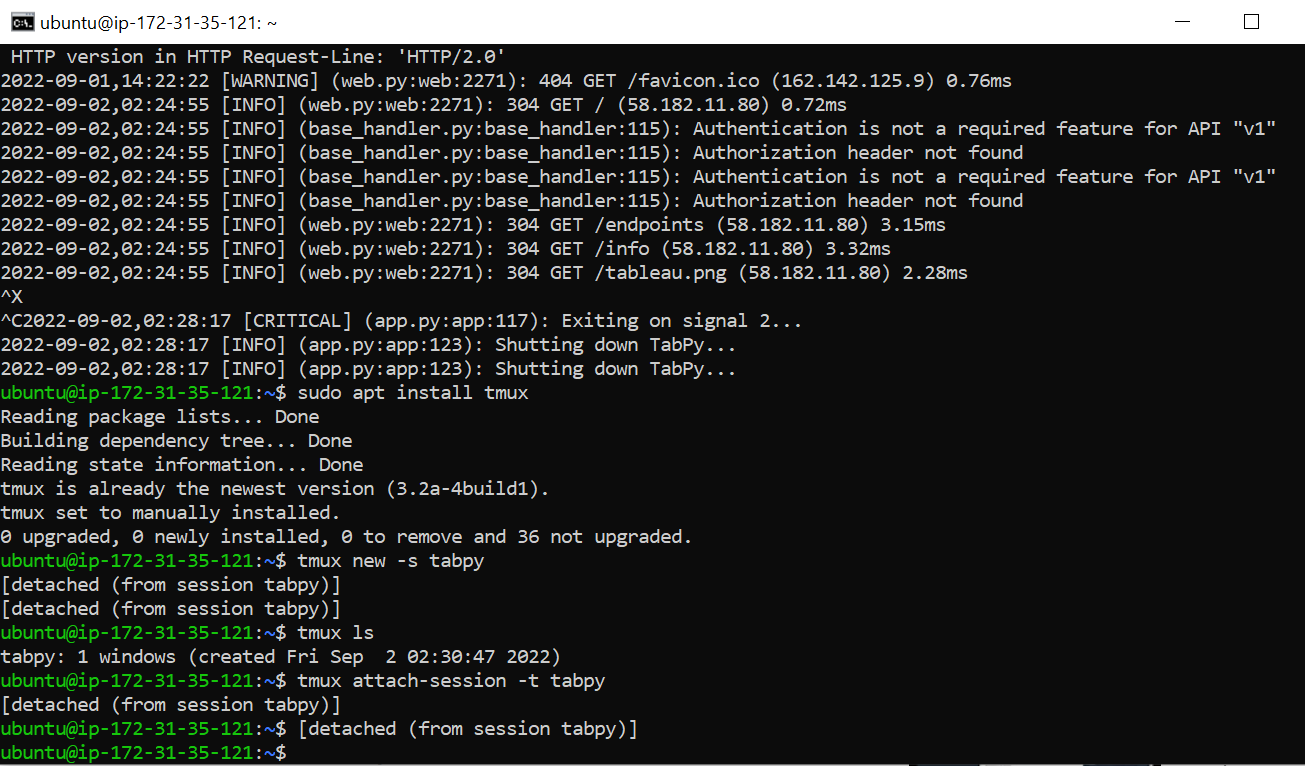 ubuntu@ip-172-31-35-121: ~
HTTP version in HTTP Request-Line: 'HTTP/2.0'
2022-09-01,14:22:22 [WARNING] (web.py:web:2271): 404 GET /favicon.ico (162.142.125.9) 0.76ms
2022-09-02,02:24:55 [INFO] (web.py:web:2271): 304 GET / (58.182.11.80) 0.72ms
2022-09-02,02:24:55 [INFO] (base_handler.py:base_handler:115): Authentication is not a required feature for API "v1"
2022-09-02,02:24:55 [INFO] (base_handler.py:base_handler:115): Authorization header not found
2022-09-02,02:24:55 [INFO] (base_handler.py:base_handler:115): Authentication is not a required feature for API "v1"
2022-09-02,02:24:55 [INFO] (base_handler.py:base_handler:115): Authorization header not found
2022-09-02,02:24:55 [INFO] (web.py:web:2271): 304 GET /endpoints (58.182.11.80) 3.15ms
2022-09-02,02:24:55 [INFO] (web.py:web:2271): 304 GET /info (58.182.11.80) 3.32ms
2022-09-02,02:24:55 [INFO] (web.py:web:2271): 304 GET /tableau.png (58.182.11.80) 2.28ms
^X
^C2022-09-02,02:28:17 [CRITICAL] (app.py:app:117): Exiting on signal 2...
2022-09-02,02:28:17 [INFO] (app.py:app:123): Shutting down TabPy...
2022-09-02,02:28:17 [INFO] (app.py:app:123): Shutting down TabPy...
ubuntu@ip-172-31-35-121:~$ sudo apt install tmux
Reading package lists... Done
Building dependency tree... Done
Reading state information... Done
tmux is already the newest version (3.2a-4build1).
tmux set to manually installed.
0 upgraded, 0 newly installed, 0 to remove and 36 not upgraded.
ubuntu@ip-172-31-35-121:~$ tmux new -s tabpy
[detached (from session tabpy)]
[detached (from session tabpy)]
ubuntu@ip-172-31-35-121:~$ tmux ls
tabpy: 1 windows (created Fri Sep  2 02:30:47 2022)
ubuntu@ip-172-31-35-121:~$ tmux attach-session -t tabpy
[detached (from session tabpy)]
ubuntu@ip-172-31-35-121:~$ [detached (from session tabpy)]
ubuntu@ip-172-31-35-121:~$